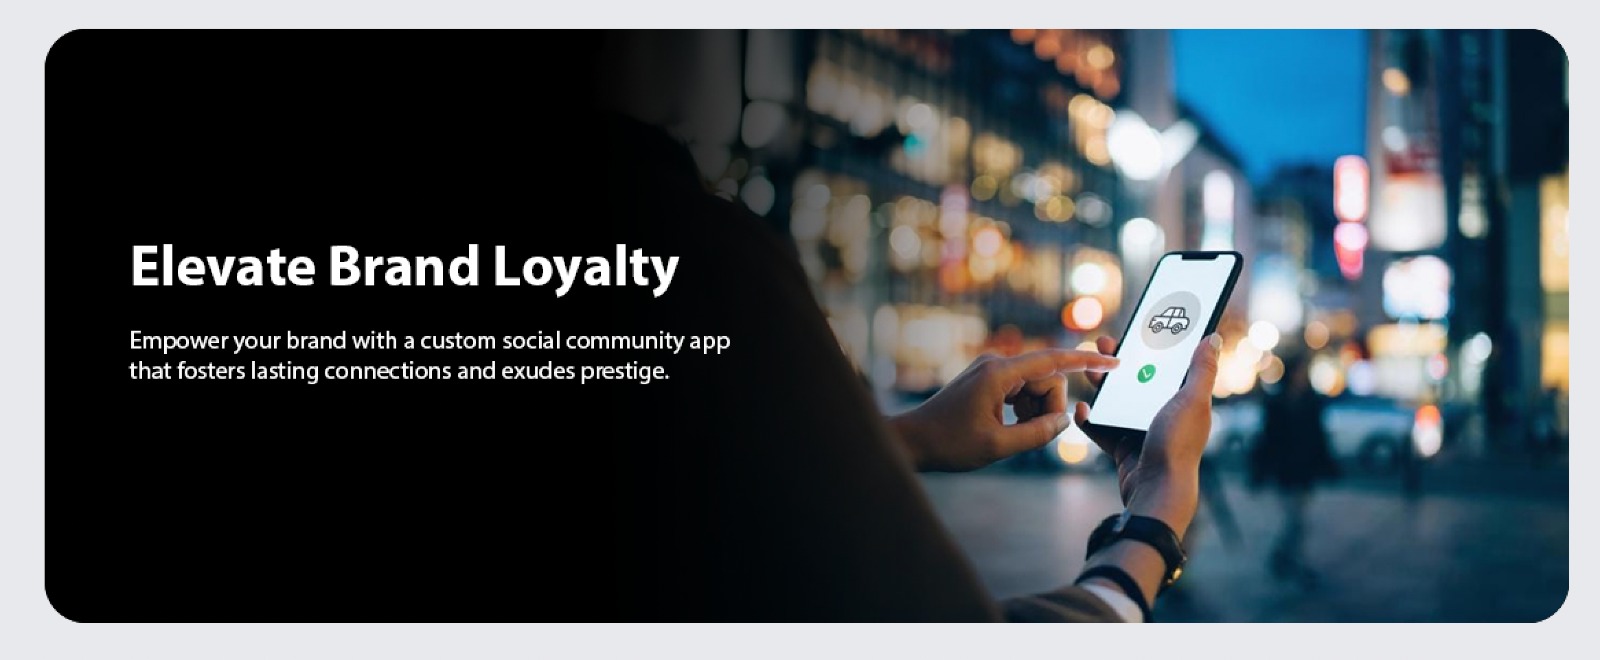 Elevate Brand Loyalty
Empower your brand with a custom social community app
that fosters lasting connections and exudes prestige.